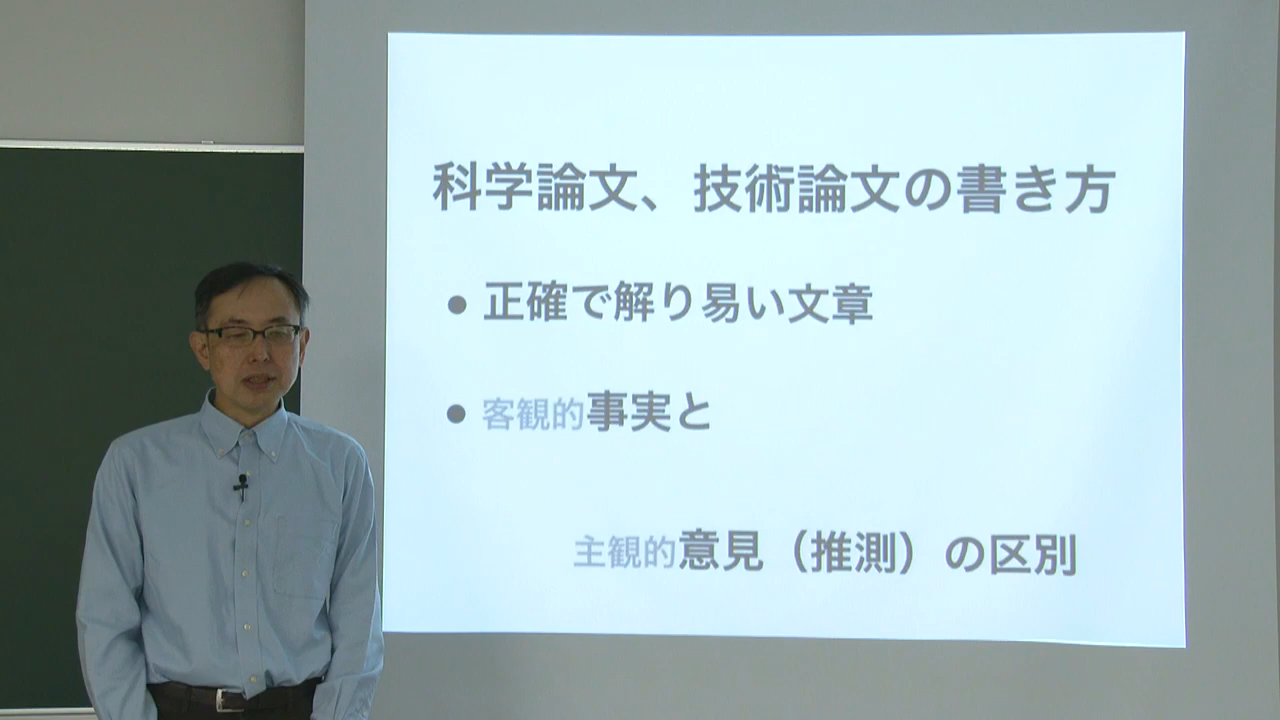 科学論文、技術論文の書き方
● 正確で解り易い文章
● 客観的事実と
主観的意見（推測）の区別